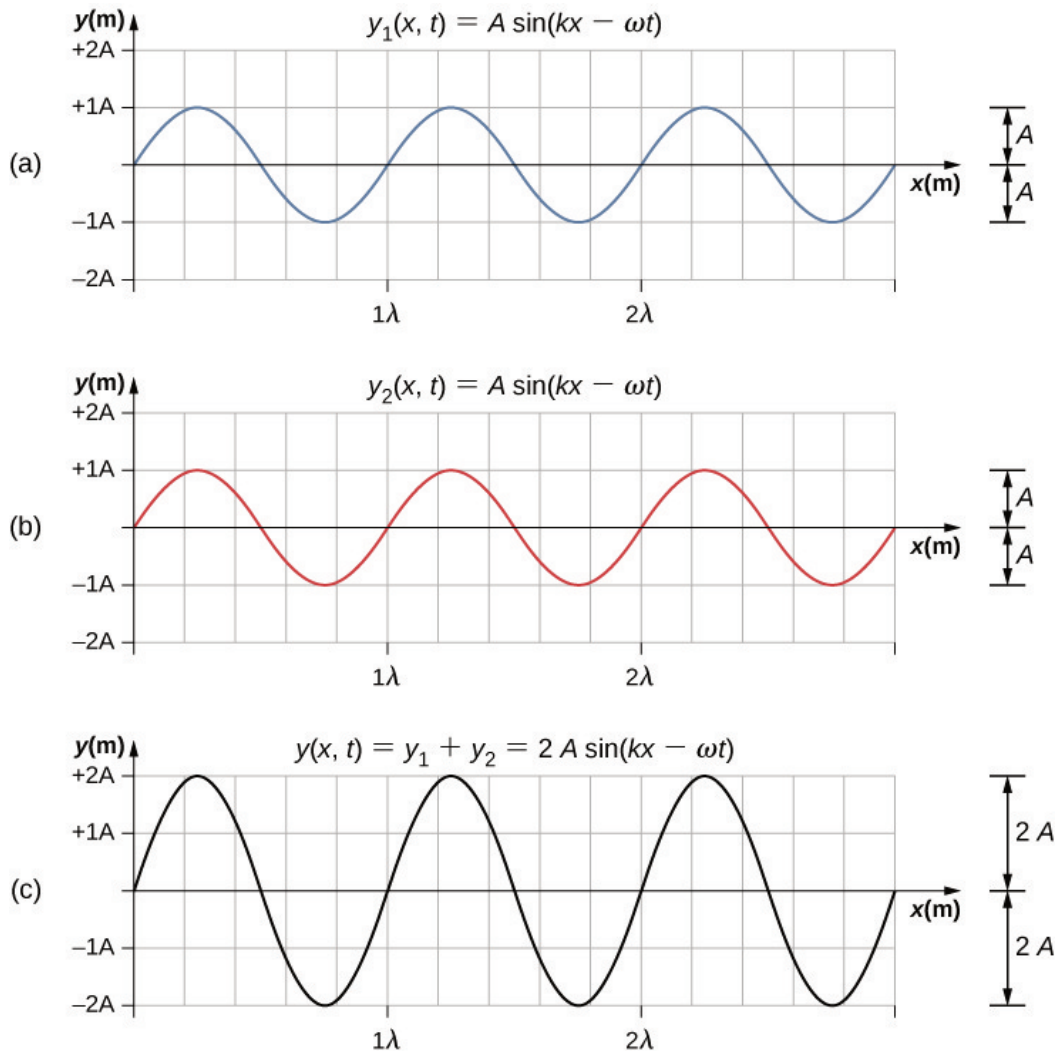 y(m)
y₁(x, t) = A sin(kx − ωt)
+2A
+1A
A
(a)
x(m)
A
−1A
−2A
1λ
2λ
y(m)
y₂(x, t) = A sin(kx − ωt)
+2A
+1A
A
(b)
x(m)
A
−1A
−2A
1λ
2λ
y(m)
y(x, t) = y₁ + y₂ = 2 A sin(kx − ωt)
+2A
+1A
2 A
(c)
x(m)
−1A
2 A
−2A
1λ
2λ